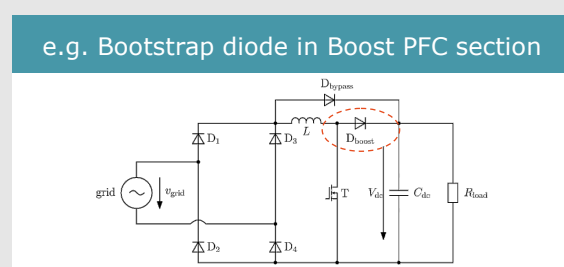 e.g. Bootstrap diode in Boost PFC section
Dbypass
D1
D3
L
Dboost
grid
vgrid
T
Vdc
Cdc
Rload
D2
D4